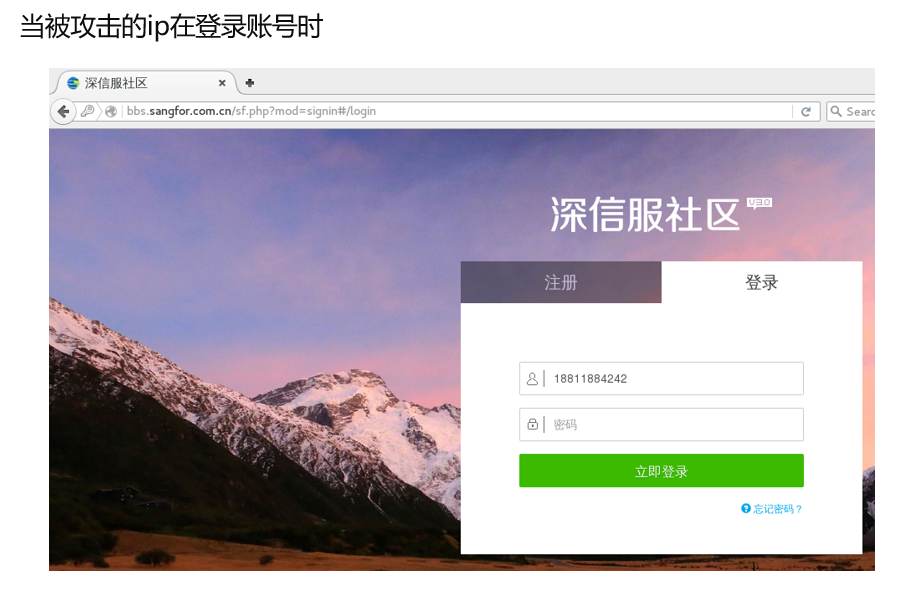 当被攻击的ip在登录账号时
深信服社区
bbs.sangfor.com.cn/sf.php?mod=signin#/login
Searc
深信服社区 V3.0
注册
登录
18811884242
密码
立即登录
忘记密码？